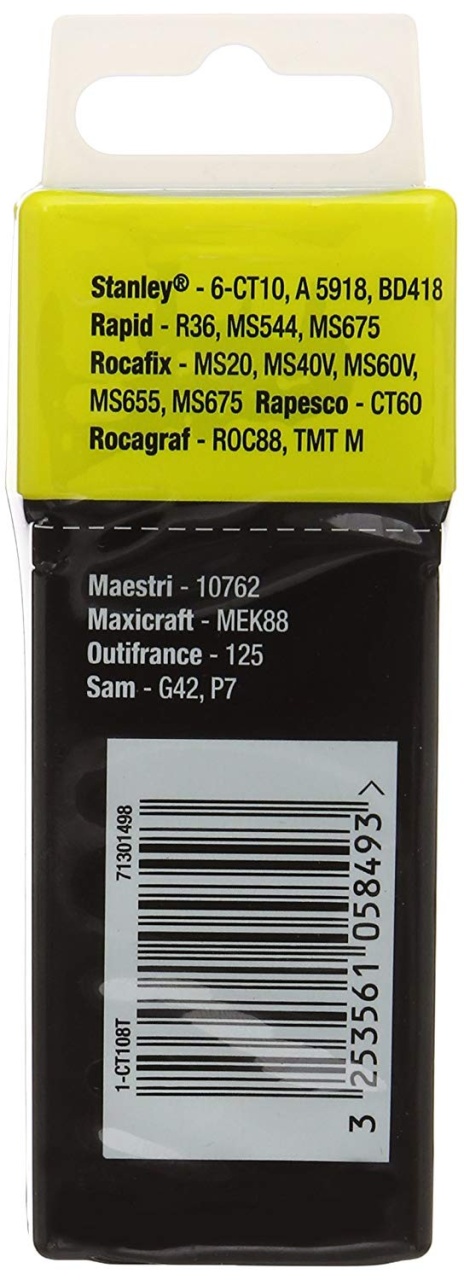 Stanley® - 6-CT10, A 5918, BD418
Rapid - R36, MS544, MS675
Rocafix - MS20, MS40V, MS60V,
MS655, MS675 Rapesco - CT60
Rocagraf - ROC88, TMT M
Maestri - 10762
Maxicraft - MEK88
Outifrance - 125
Sam - G42, P7
1-CT108T 71301498
3 253561 058493 >